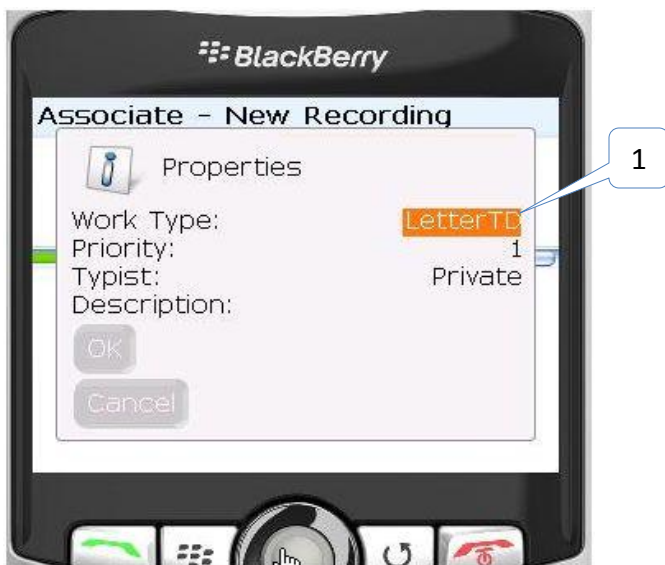 BlackBerry
Associate - New Recording
Properties
1
Work Type: LetterTD
Priority: 1
Typist: Private
Description:
OK
Cancel